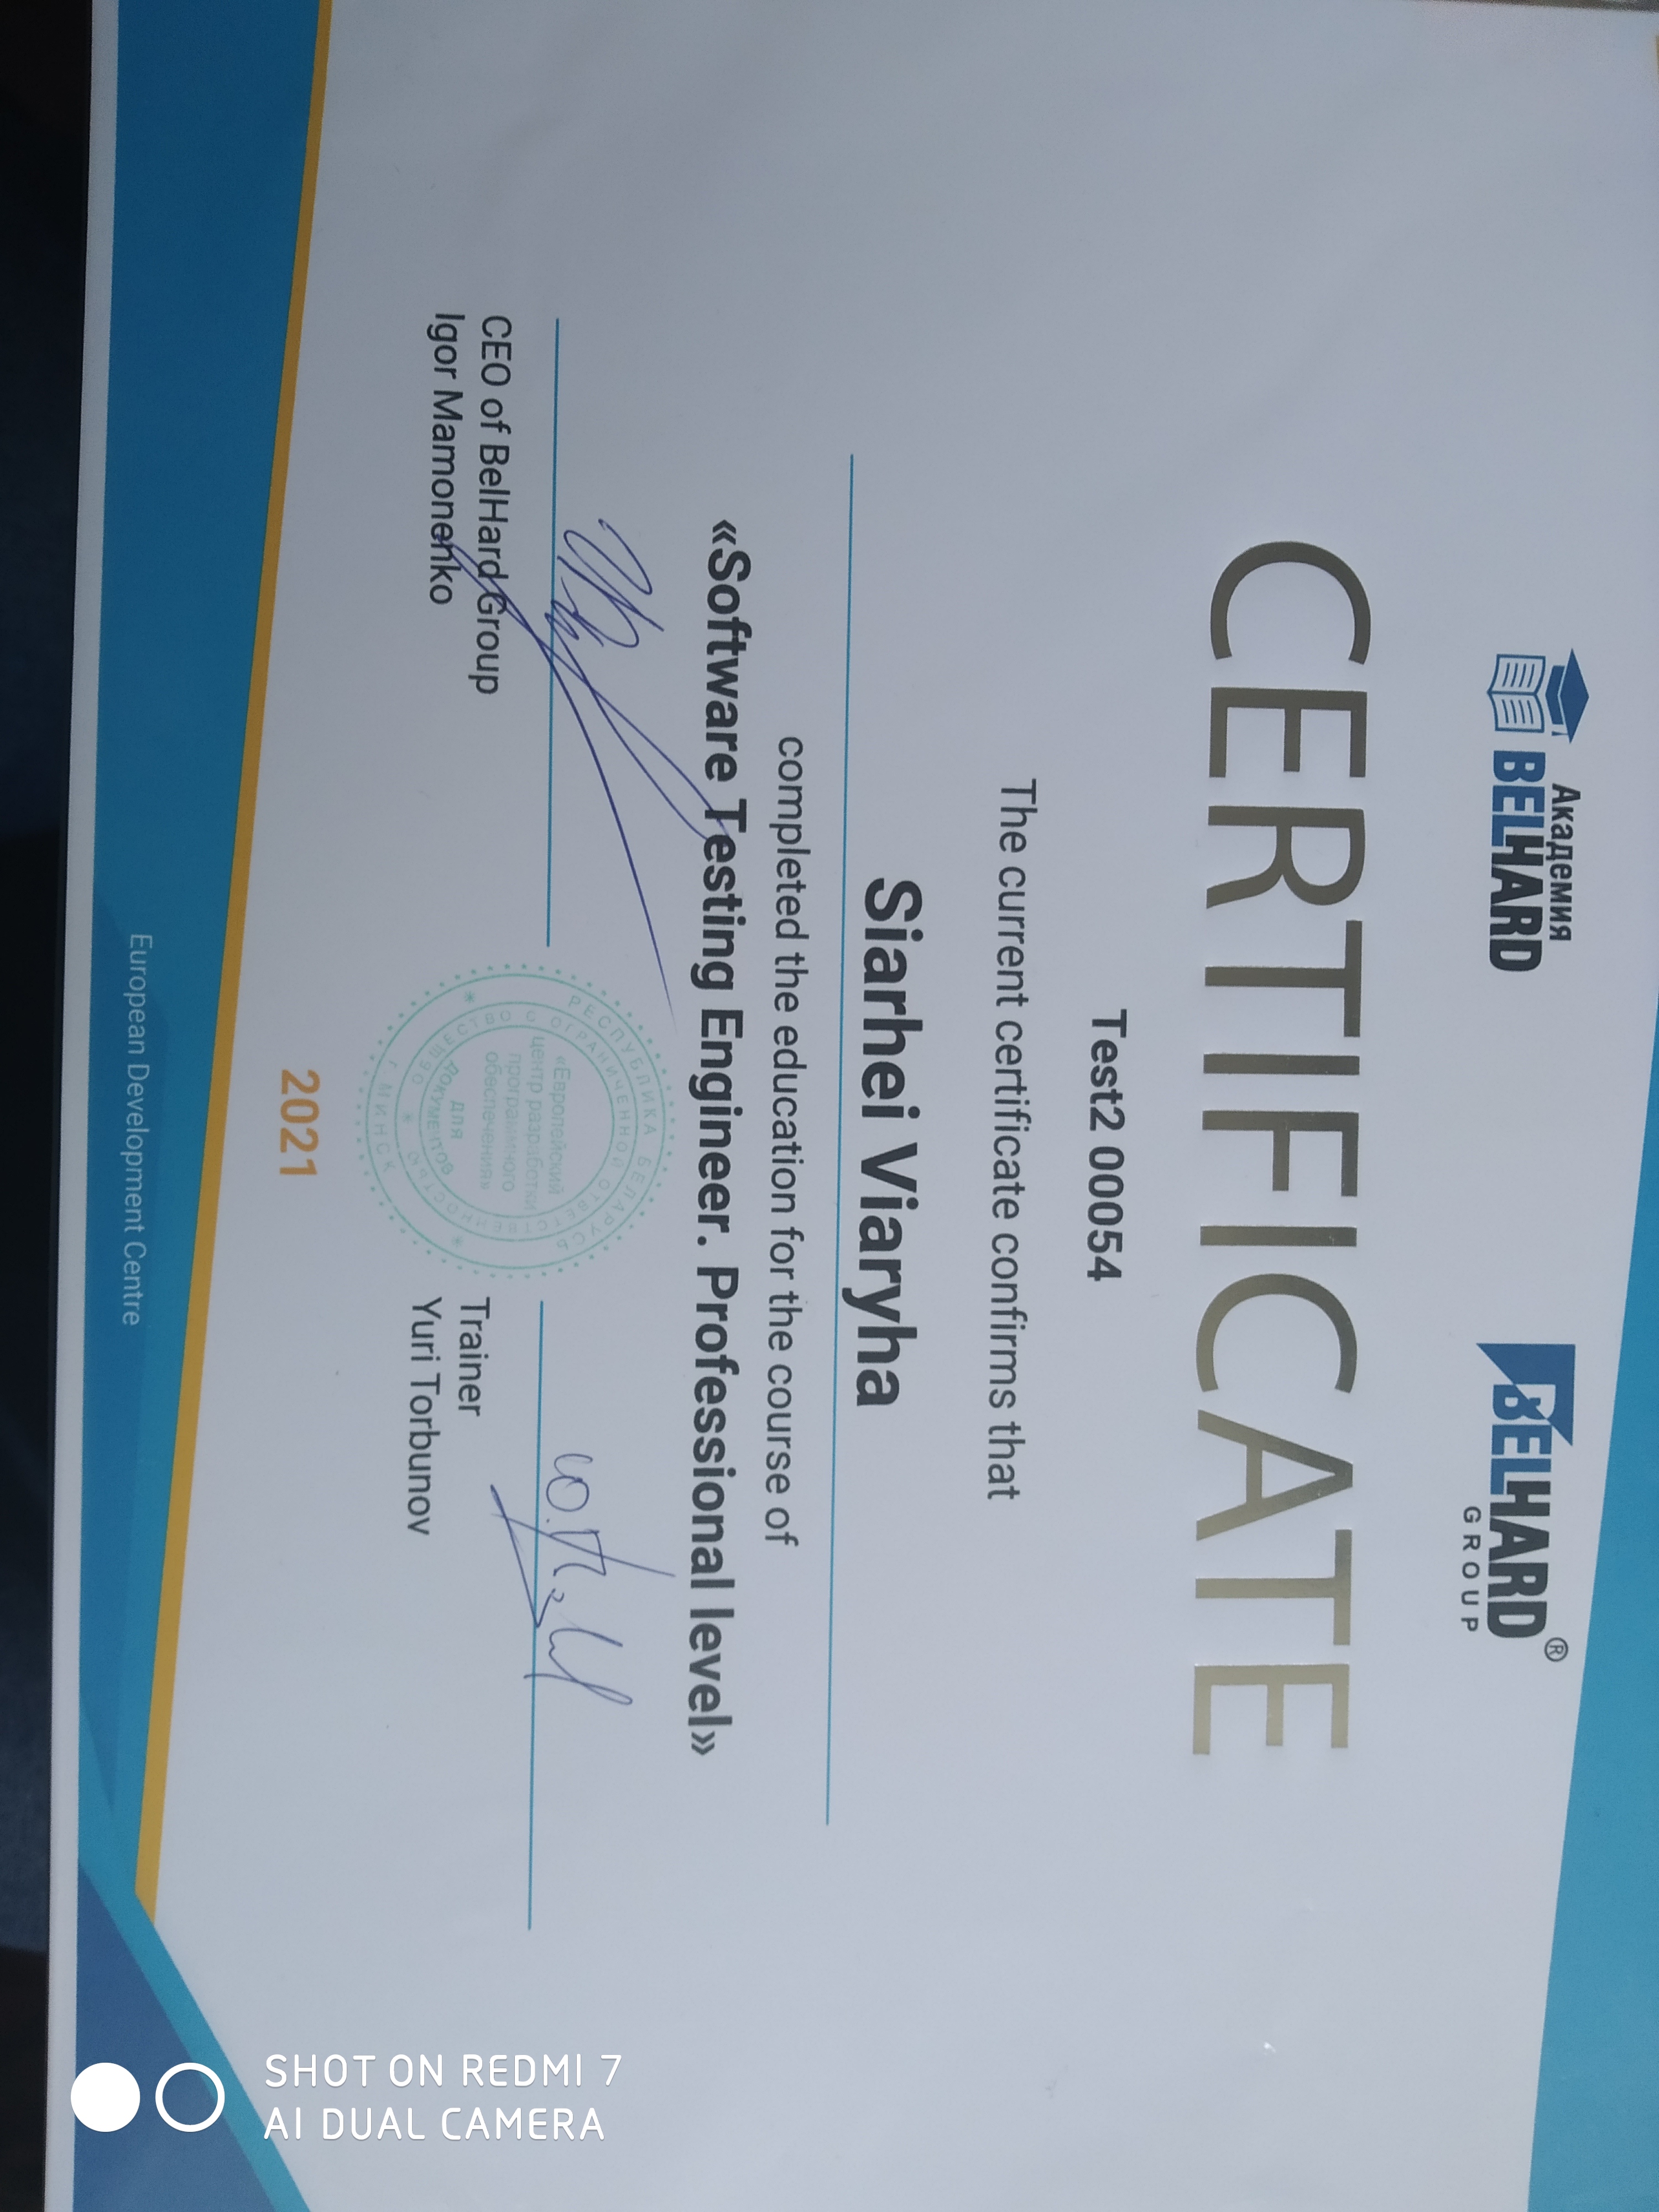 Академия
BELHARD
BELHARD®
GROUP
CERTIFICATE
Test2 00054
The current certificate confirms that
Siarhei Viaryha
completed the education for the course of
«Software Testing Engineer. Professional level»
CEO of BelHard Group
Igor Mamonenko
РЕСПУБЛИКА БЕЛАРУСЬ
ОБЩЕСТВО С ОГРАНИЧЕННОЙ ОТВЕТСТВЕННОСТЬЮ
«Европейский
центр разработки
программного
обеспечения»
для
ДОКУМЕНТОВ
г. МИНСК
Trainer
Yuri Torbunov
2021
European Development Centre
SHOT ON REDMI 7
AI DUAL CAMERA